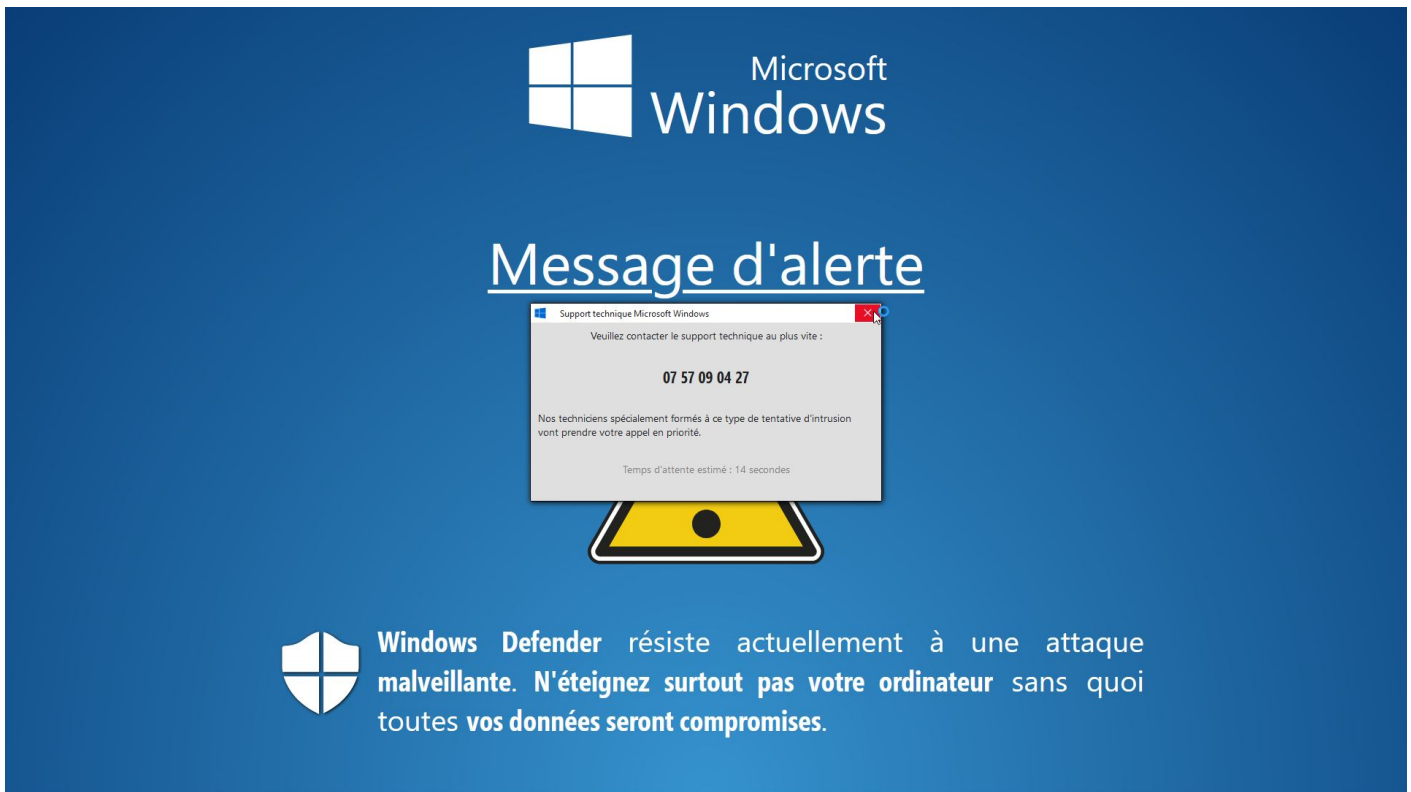 Microsoft
Windows
Message d'alerte
Support technique Microsoft Windows
Veuillez contacter le support technique au plus vite :
07 57 09 04 27
Nos techniciens spécialement formés à ce type de tentative d'intrusion
vont prendre votre appel en priorité.
Temps d'attente estimé : 14 secondes
Windows Defender résiste actuellement à une attaque
malveillante. N'éteignez surtout pas votre ordinateur sans quoi
toutes vos données seront compromises.